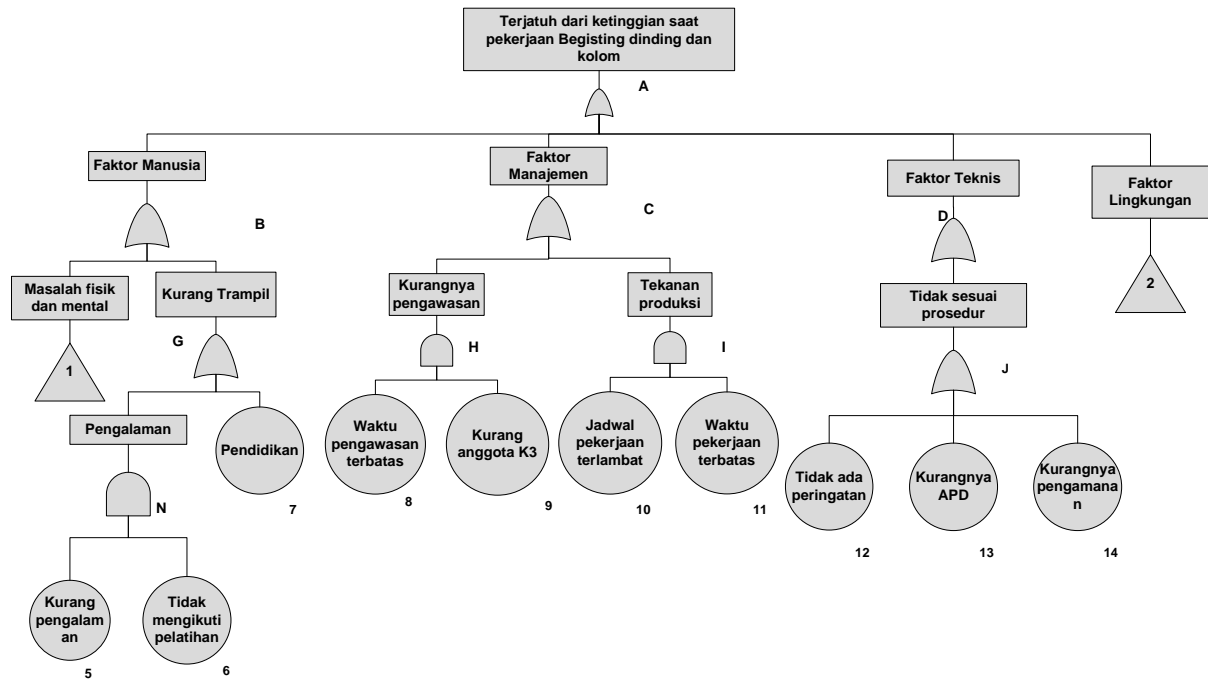 Terjatuh dari ketinggian saat
pekerjaan Begisting dinding dan
kolom
A
Faktor Manusia
Faktor
Manajemen
Faktor Teknis
Faktor
Lingkungan
B
C
D
Masalah fisik
dan mental
Kurang Trampil
Kurangnya
pengawasan
Tekanan
produksi
Tidak sesuai
prosedur
2
1
G
H
I
J
Pengalaman
Pendidikan
Waktu
pengawasan
terbatas
Kurang
anggota K3
Jadwal
pekerjaan
terlambat
Waktu
pekerjaan
terbatas
Tidak ada
peringatan
Kurangnya
APD
Kurangnya
pengamana
n
7
8
9
10
11
12
13
14
N
Kurang
pengalam
an
Tidak
mengikuti
pelatihan
5
6